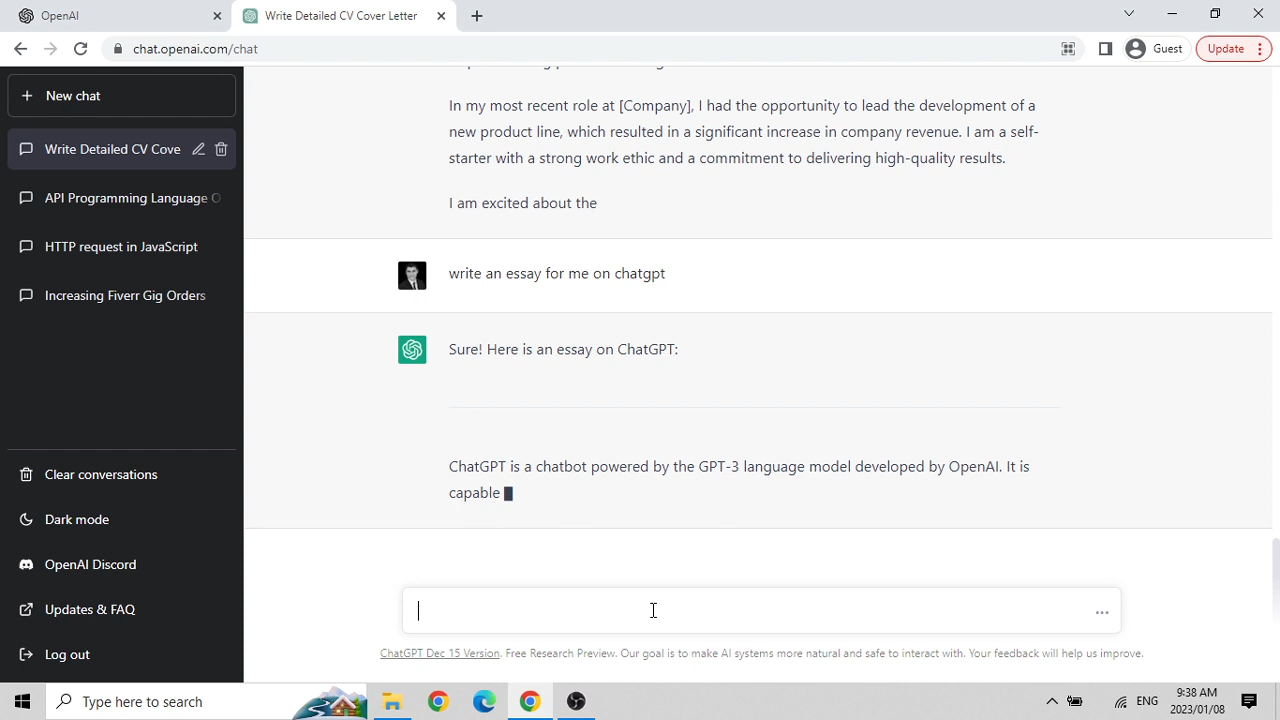 OpenAI
Write Detailed CV Cover Letter
chat.openai.com/chat
Guest
Update
New chat
Write Detailed CV Cove
API Programming Language O
HTTP request in JavaScript
Increasing Fiverr Gig Orders
Clear conversations
Dark mode
OpenAI Discord
Updates & FAQ
Log out
In my most recent role at [Company], I had the opportunity to lead the development of a
new product line, which resulted in a significant increase in company revenue. I am a self-
starter with a strong work ethic and a commitment to delivering high-quality results.
I am excited about the
write an essay for me on chatgpt
Sure! Here is an essay on ChatGPT:
ChatGPT is a chatbot powered by the GPT-3 language model developed by OpenAI. It is
capable
ChatGPT Dec 15 Version. Free Research Preview. Our goal is to make AI systems more natural and safe to interact with. Your feedback will help us improve.
Type here to search
ENG
9:38 AM
2023/01/08